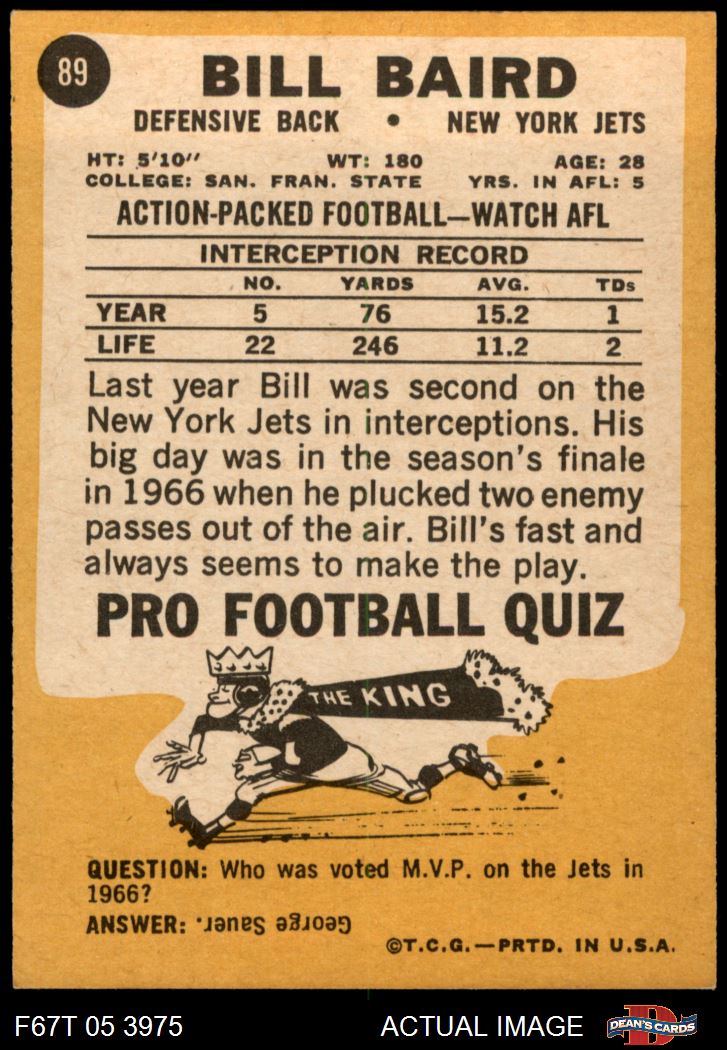 89
BILL BAIRD
DEFENSIVE BACK • NEW YORK JETS
HT: 5'10" WT: 180 AGE: 28
COLLEGE: SAN. FRAN. STATE YRS. IN AFL: 5
ACTION-PACKED FOOTBALL—WATCH AFL
INTERCEPTION RECORD
NO. YARDS AVG. TDs
YEAR 5 76 15.2 1
LIFE 22 246 11.2 2
Last year Bill was second on the
New York Jets in interceptions. His
big day was in the season's finale
in 1966 when he plucked two enemy
passes out of the air. Bill's fast and
always seems to make the play.
PRO FOOTBALL QUIZ
THE KING
QUESTION: Who was voted M.V.P. on the Jets in
1966?
ANSWER: George Sauer.
©T.C.G.—PRTD. IN U.S.A.
F67T 05 3975 ACTUAL IMAGE DEAN'S CARDS